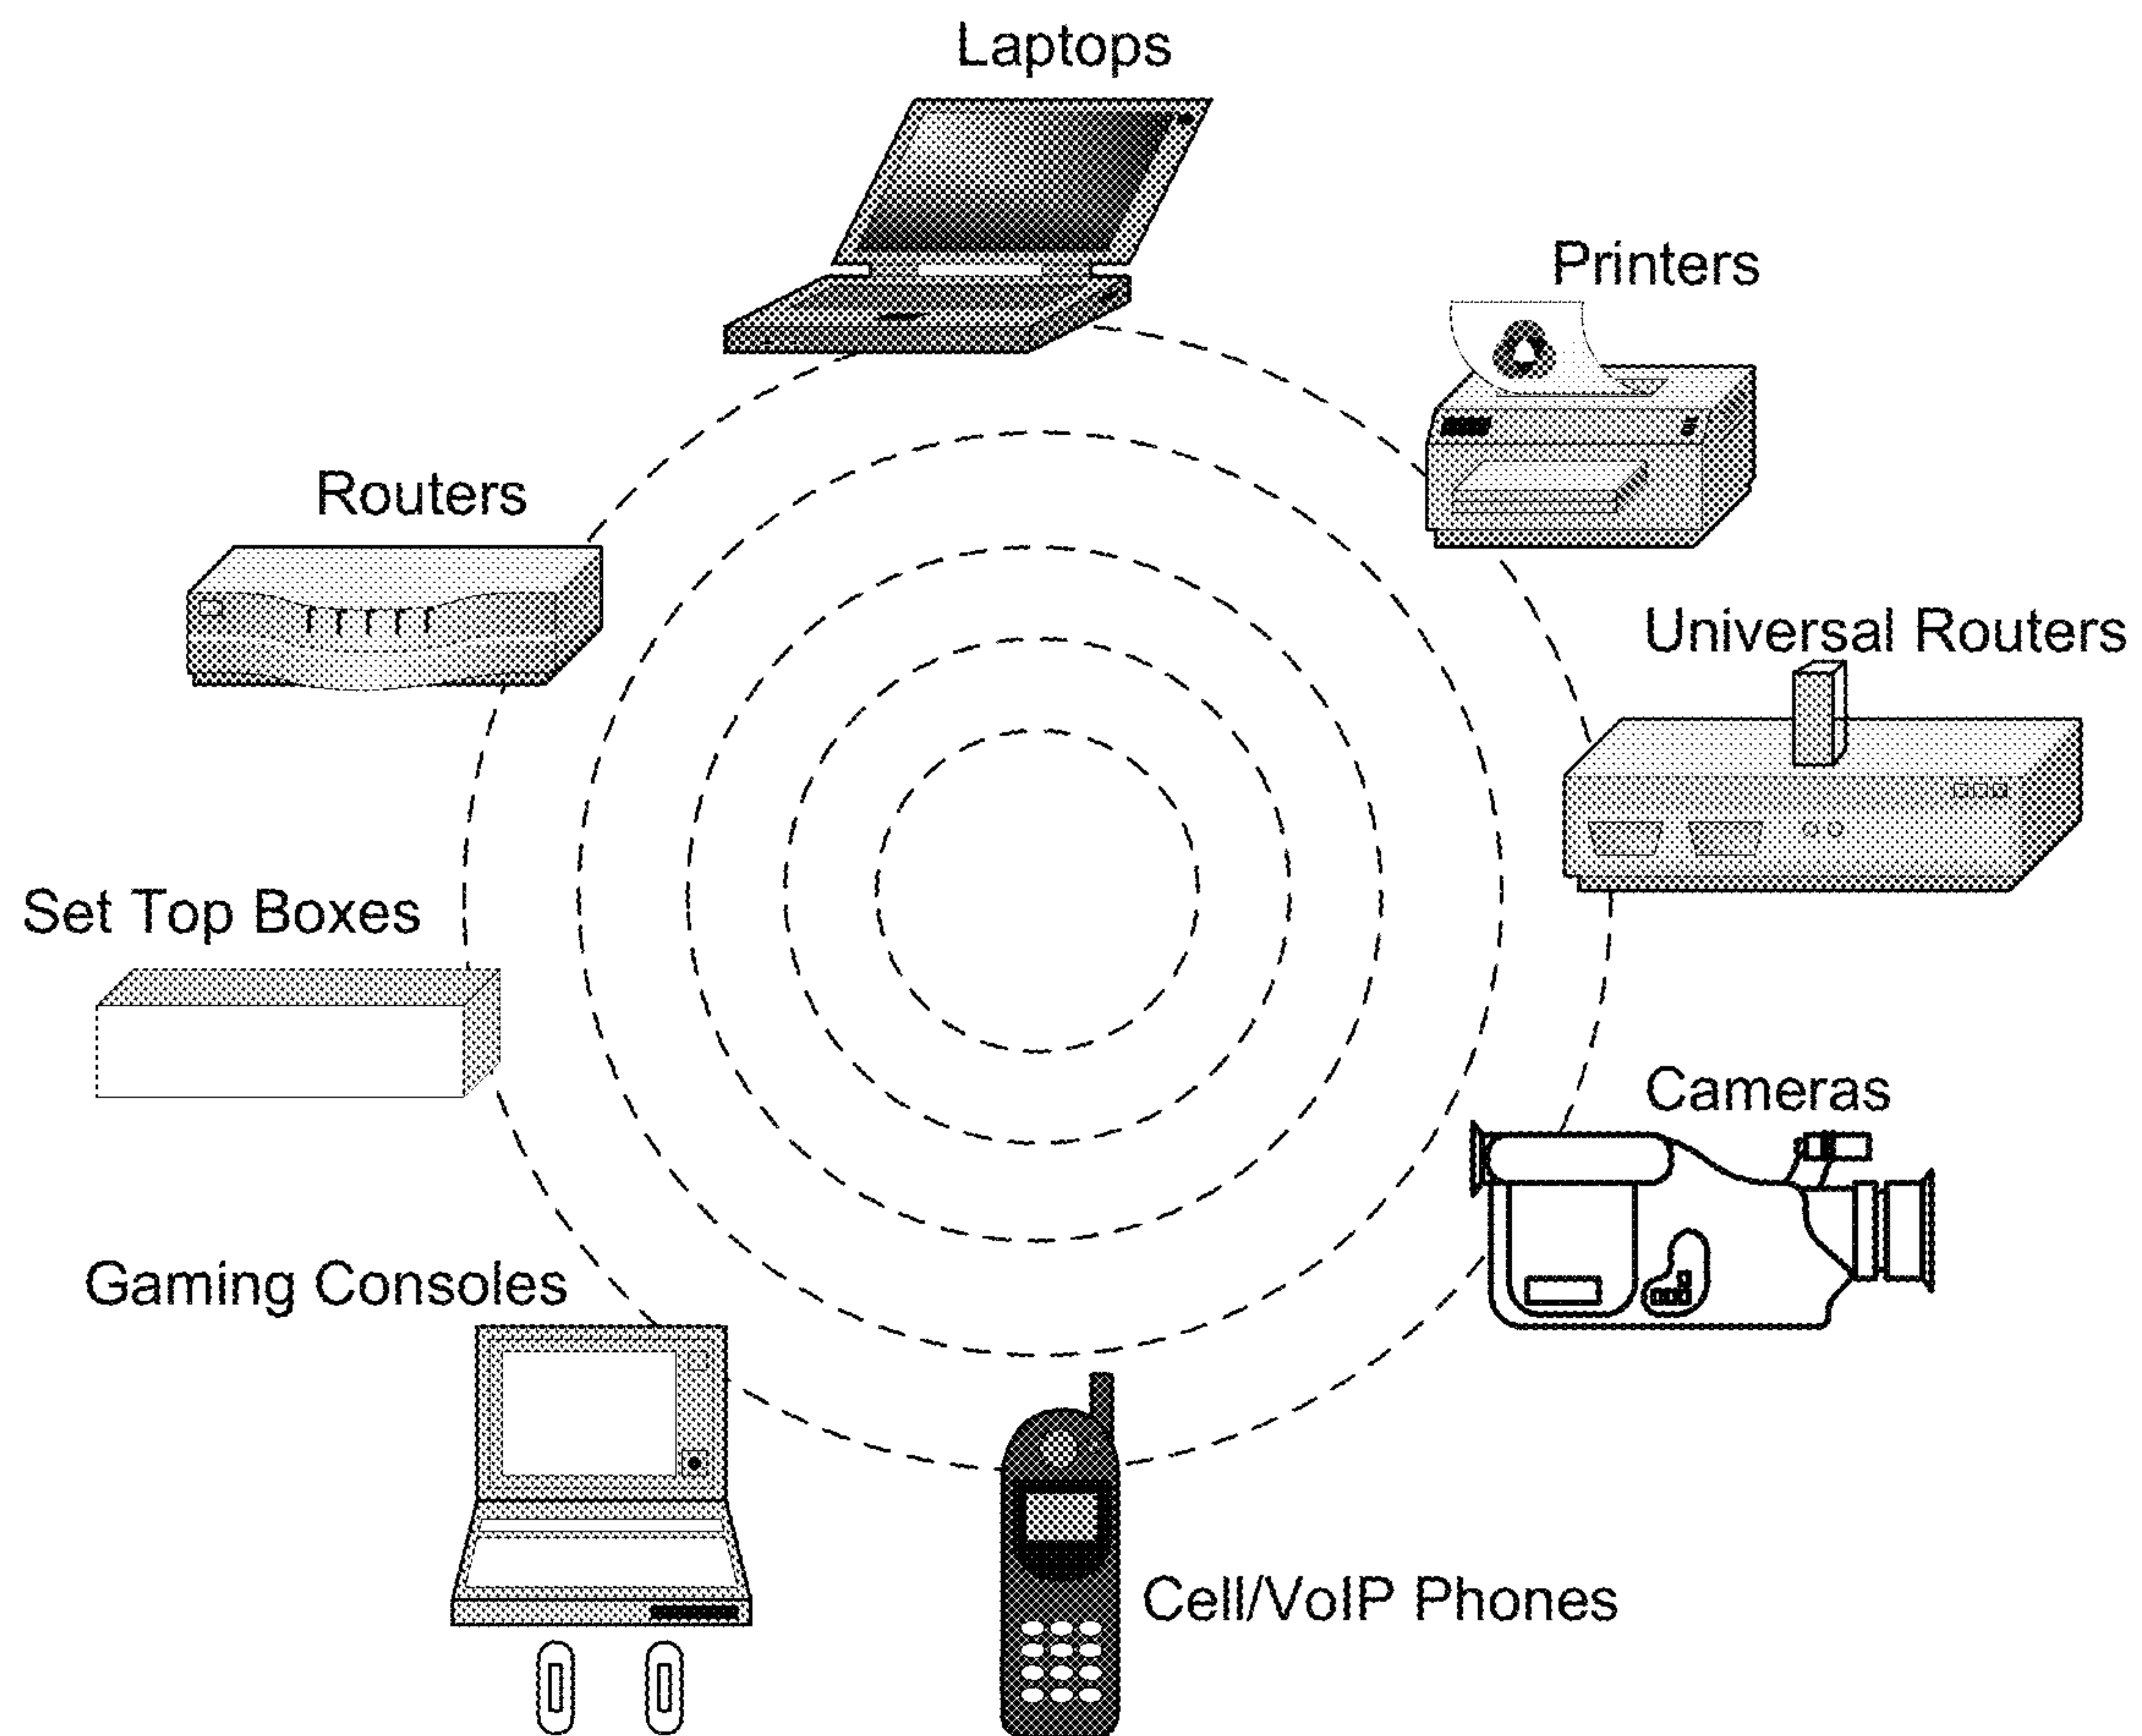 Laptops
Printers
Routers
Universal Routers
Set Top Boxes
Cameras
Gaming Consoles
Cell/VoIP Phones